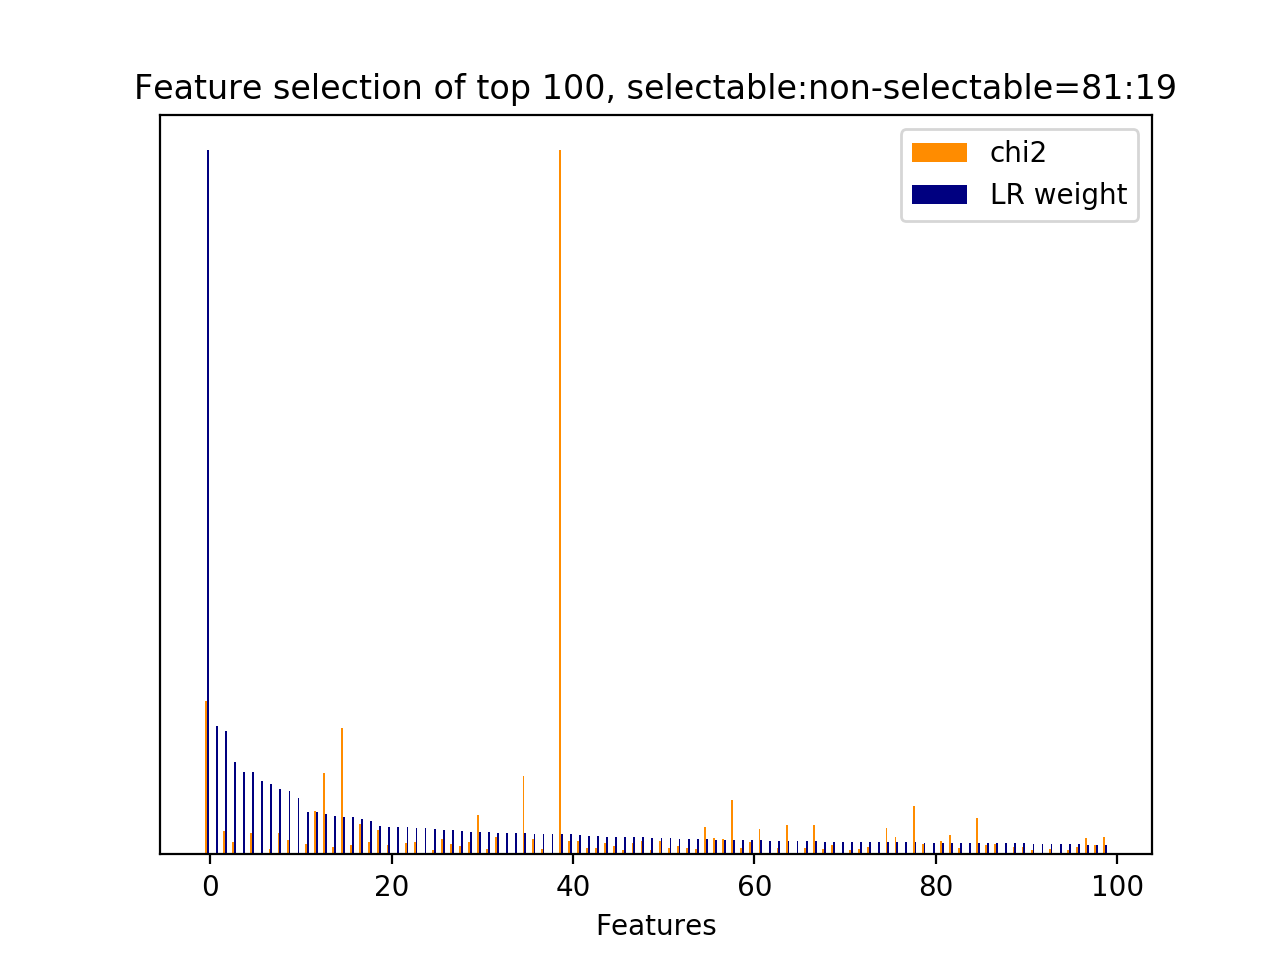 Feature selection of top 100, selectable:non-selectable=81:19
chi2
LR weight
0 20 40 60 80 100
Features